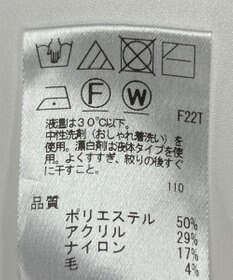 F W
F22T
液温は30℃以下。
中性洗剤（おしゃれ着洗い）を
使用。漂白剤は液体タイプを使
用。よくすすぎ、絞りの後すぐ
に干すこと。
110
品質
ポリエステル 50%
アクリル 29%
ナイロン 17%
毛 4%